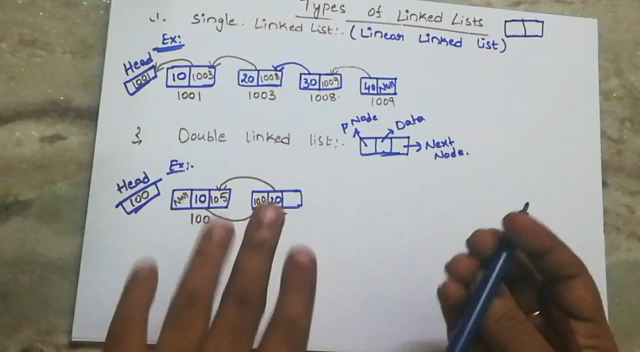 Types of Linked Lists
1. Single Linked List:. (Linear Linked List)
Ex:
Head
1001 10 1003 20 1008 30 1009 40 Null
1001 1003 1008 1009
2. Double linked list:.
PNode Data
Next Node.
Ex:-
Head
100 Null 10 105 100 20
100